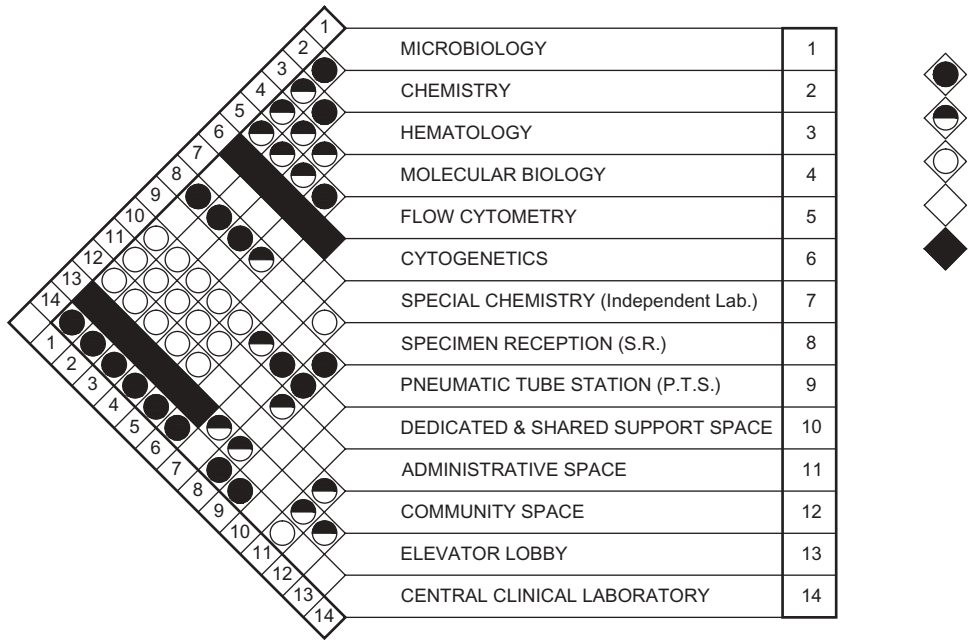 1
2
3
4
5
6
7
8
9
10
11
12
13
14
1
2
3
4
5
6
7
8
9
10
11
12
13
14
MICROBIOLOGY 1
CHEMISTRY 2
HEMATOLOGY 3
MOLECULAR BIOLOGY 4
FLOW CYTOMETRY 5
CYTOGENETICS 6
SPECIAL CHEMISTRY (Independent Lab.) 7
SPECIMEN RECEPTION (S.R.) 8
PNEUMATIC TUBE STATION (P.T.S.) 9
DEDICATED & SHARED SUPPORT SPACE 10
ADMINISTRATIVE SPACE 11
COMMUNITY SPACE 12
ELEVATOR LOBBY 13
CENTRAL CLINICAL LABORATORY 14